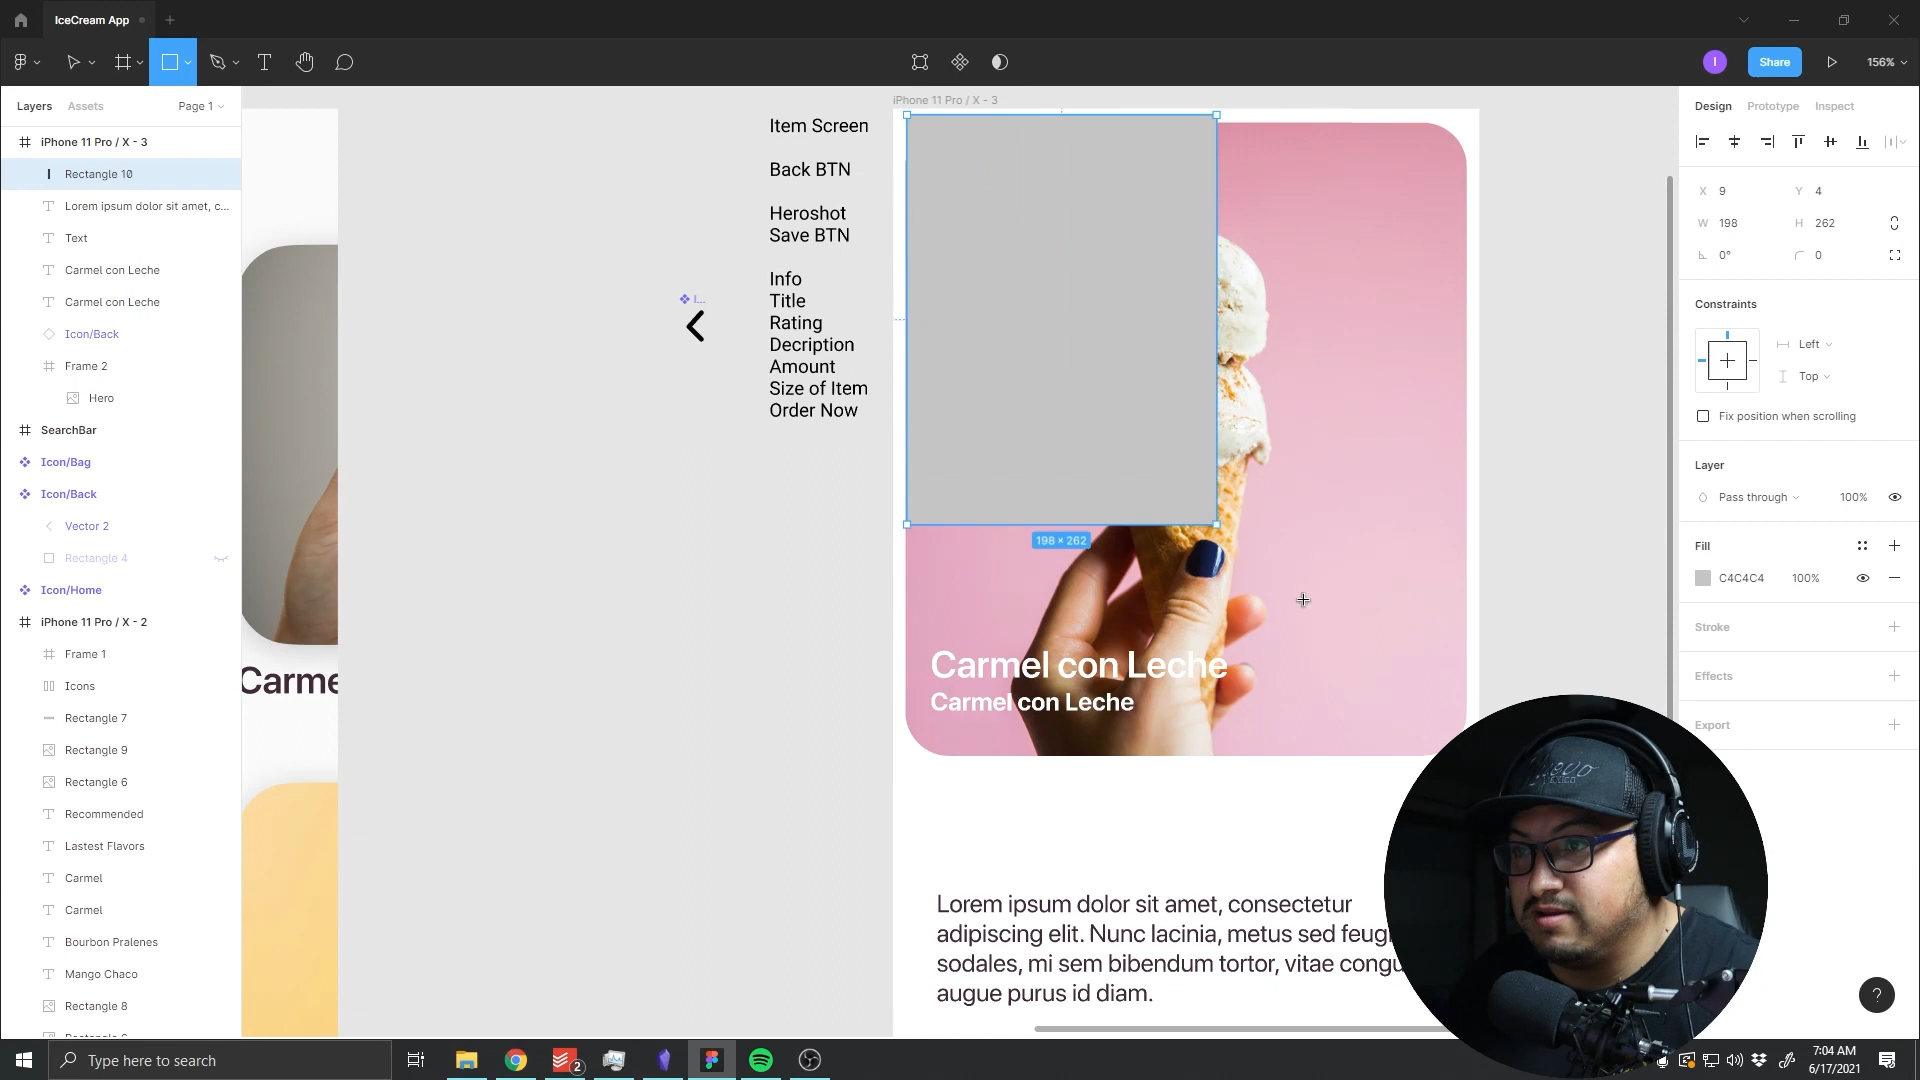 IceCream App
Share
156%
Layers
Assets
Page 1
iPhone 11 Pro / X - 3
Rectangle 10
Lorem ipsum dolor sit amet, c...
Text
Carmel con Leche
Carmel con Leche
Icon/Back
Frame 2
Hero
SearchBar
Icon/Bag
Icon/Back
Vector 2
Rectangle 4
Icon/Home
iPhone 11 Pro / X - 2
Frame 1
Icons
Rectangle 7
Rectangle 9
Rectangle 6
Recommended
Lastest Flavors
Carmel
Carmel
Bourbon Pralenes
Mango Chaco
Rectangle 8
Carme
I...
Item Screen
Back BTN
Heroshot
Save BTN
Info
Title
Rating
Decription
Amount
Size of Item
Order Now
iPhone 11 Pro / X - 3
198 × 262
Carmel con Leche
Carmel con Leche
Lorem ipsum dolor sit amet, consectetur
adipiscing elit. Nunc lacinia, metus sed feugi
sodales, mi sem bibendum tortor, vitae congu
augue purus id diam.
Design
Prototype
Inspect
X 9
Y 4
W 198
H 262
0°
0
Constraints
Left
Top
Fix position when scrolling
Layer
Pass through
100%
Fill
C4C4C4
100%
Stroke
Effects
Export
?
Type here to search
2
7:04 AM
6/17/2021